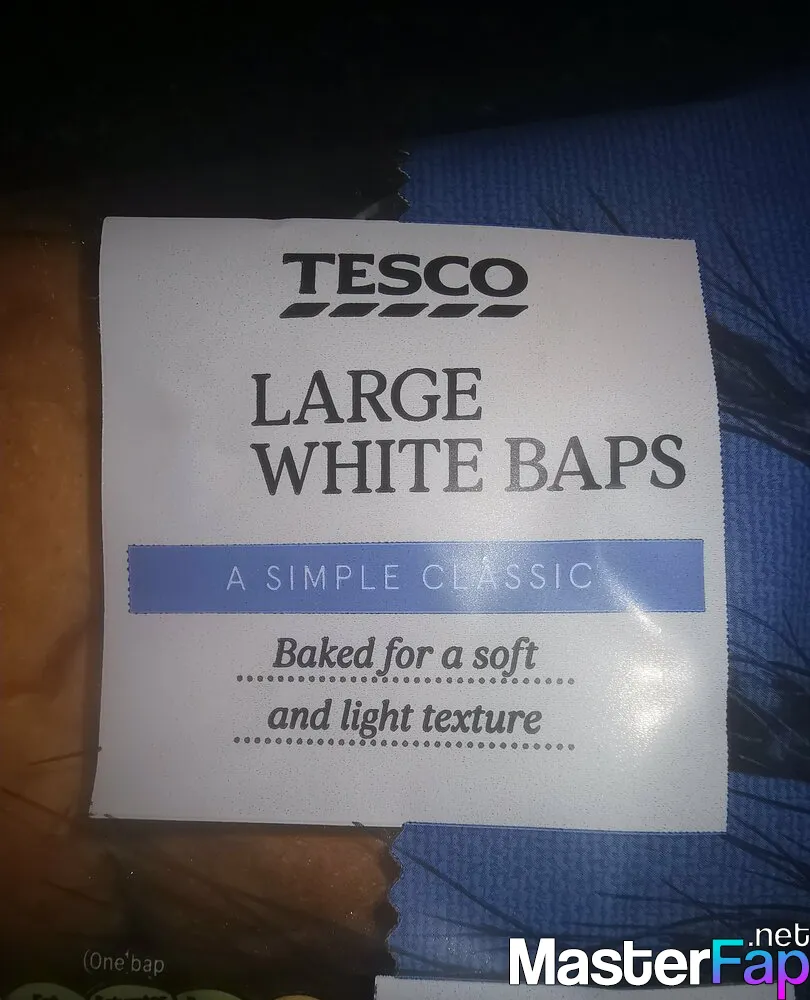 TESCO
LARGE
WHITE BAPS
A SIMPLE CLASSIC
Baked for a soft
and light texture
(One bap
MasterFap
.net